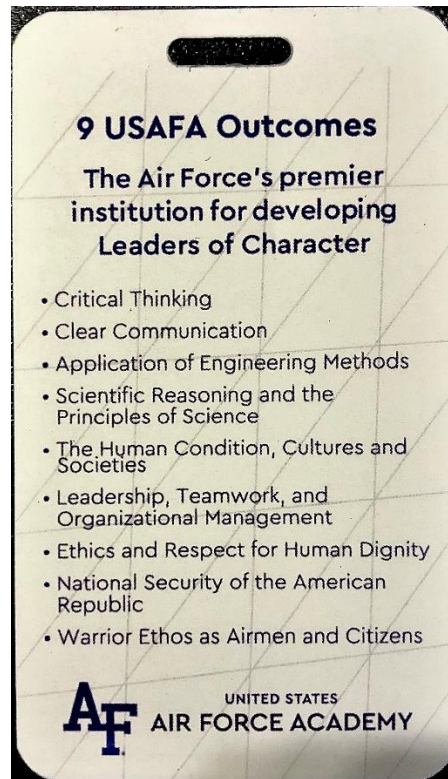 9 USAFA Outcomes
The Air Force's premier
institution for developing
Leaders of Character
• Critical Thinking
• Clear Communication
• Application of Engineering Methods
• Scientific Reasoning and the
Principles of Science
• The Human Condition, Cultures and
Societies
• Leadership, Teamwork, and
Organizational Management
• Ethics and Respect for Human Dignity
• National Security of the American
Republic
• Warrior Ethos as Airmen and Citizens
AF
UNITED STATES
AIR FORCE ACADEMY